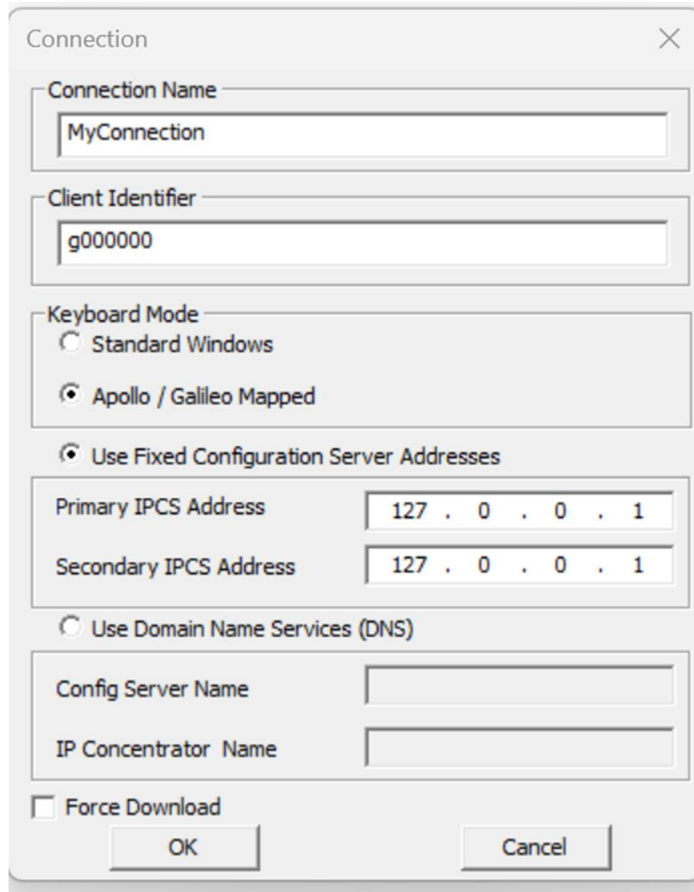 Connection
Connection Name
MyConnection
Client Identifier
g000000
Keyboard Mode
Standard Windows
Apollo / Galileo Mapped
Use Fixed Configuration Server Addresses
Primary IPCS Address 127 . 0 . 0 . 1
Secondary IPCS Address 127 . 0 . 0 . 1
Use Domain Name Services (DNS)
Config Server Name
IP Concentrator Name
Force Download
OK Cancel